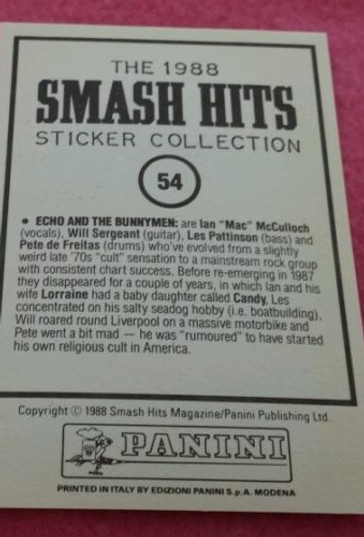 THE 1988
SMASH HITS
STICKER COLLECTION
54
• ECHO AND THE BUNNYMEN: are Ian "Mac" McCulloch
(vocals), Will Sergeant (guitar), Les Pattinson (bass) and
Pete de Freitas (drums) who've evolved from a slightly
weird late '70s "cult" sensation to a mainstream rock group
with consistent chart success. Before re-emerging in 1987
they disappeared for a couple of years, in which Ian and his
wife Lorraine had a baby daughter called Candy, Les
concentrated on his salty seadog hobby (i.e. boatbuilding),
Will roared round Liverpool on a massive motorbike and
Pete went a bit mad — he was "rumoured" to have started
his own religious cult in America.
Copyright © 1988 Smash Hits Magazine/Panini Publishing Ltd.
PANINI
PRINTED IN ITALY BY EDIZIONI PANINI S.p.A. MODENA